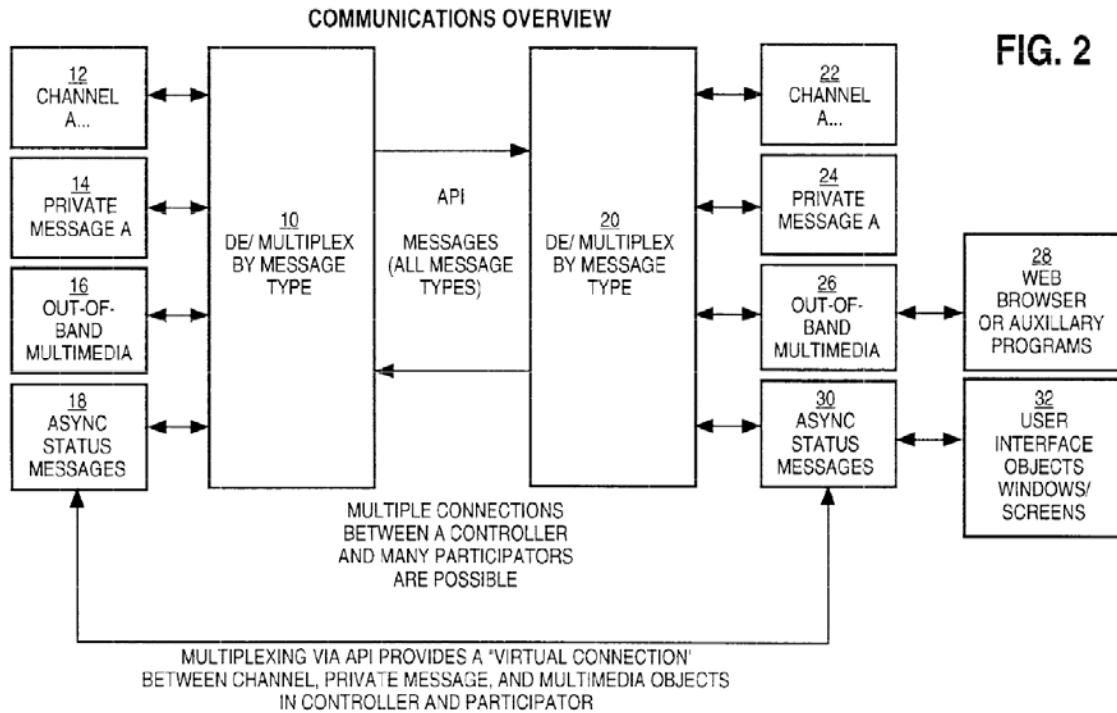 COMMUNICATIONS OVERVIEW
FIG. 2
12
CHANNEL
A...
14
PRIVATE
MESSAGE A
16
OUT-OF-
BAND
MULTIMEDIA
18
ASYNC
STATUS
MESSAGES
10
DE/ MULTIPLEX
BY MESSAGE
TYPE
API
MESSAGES
(ALL MESSAGE
TYPES)
20
DE/ MULTIPLEX
BY MESSAGE
TYPE
22
CHANNEL
A...
24
PRIVATE
MESSAGE A
26
OUT-OF-
BAND
MULTIMEDIA
30
ASYNC
STATUS
MESSAGES
28
WEB
BROWSER
OR AUXILLARY
PROGRAMS
32
USER
INTERFACE
OBJECTS
WINDOWS/
SCREENS
MULTIPLE CONNECTIONS
BETWEEN A CONTROLLER
AND MANY PARTICIPATORS
ARE POSSIBLE
MULTIPLEXING VIA API PROVIDES A "VIRTUAL CONNECTION'
BETWEEN CHANNEL, PRIVATE MESSAGE, AND MULTIMEDIA OBJECTS
IN CONTROLLER AND PARTICIPATOR